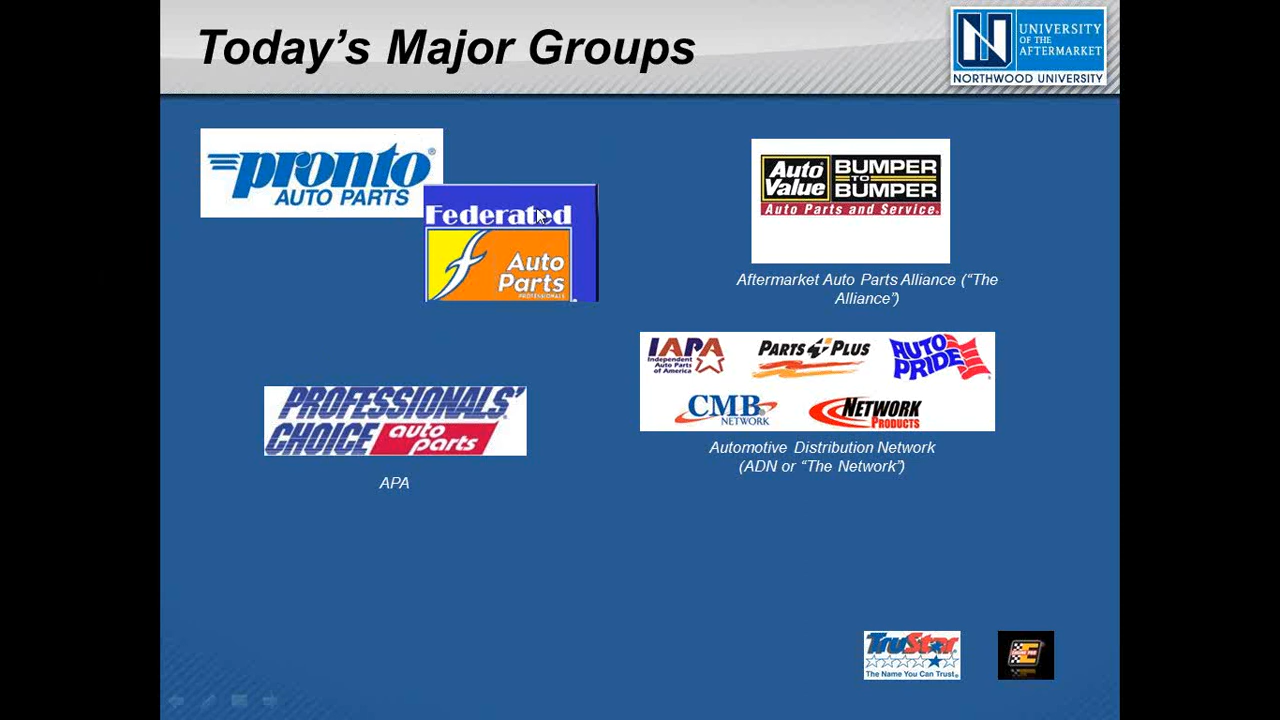 Today's Major Groups
UNIVERSITY
OF THE
AFTERMARKET
NORTHWOOD UNIVERSITY
pronto®
AUTO PARTS
Federated
Auto
Parts
PROFESSIONALS
Auto
Value
BUMPER
TO
BUMPER
Auto Parts and Service.
Aftermarket Auto Parts Alliance (“The
Alliance”)
IAPA
Independent
Auto Parts
of America
PARTS PLUS
AUTO
PRIDE
CMB
NETWORK
NETWORK
PRODUCTS
Automotive Distribution Network
(ADN or “The Network”)
PROFESSIONALS'
CHOICE
auto
parts
APA
TruStar
The Name You Can Trust.